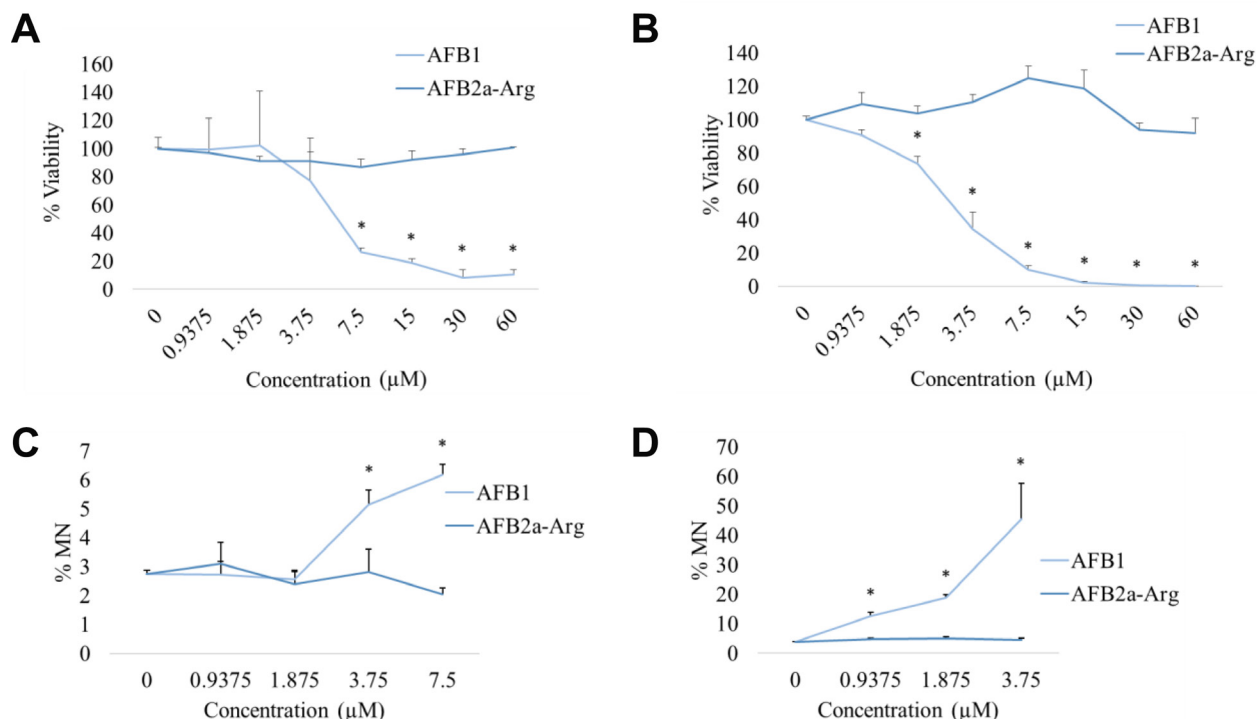 A
AFB1
AFB2a-Arg
% Viability
160
140
120
100
80
60
40
20
0
* * * *
0 0.9375 1.875 3.75 7.5 15 30 60
Concentration (µM)
B
AFB1
AFB2a-Arg
% Viability
140
120
100
80
60
40
20
0
* * * * * *
0 0.9375 1.875 3.75 7.5 15 30 60
Concentration (µM)
C
AFB1
AFB2a-Arg
% MN
7
6
5
4
3
2
1
0
* *
0 0.9375 1.875 3.75 7.5
Concentration (µM)
D
AFB1
AFB2a-Arg
% MN
70
60
50
40
30
20
10
0
* * *
0 0.9375 1.875 3.75
Concentration (µM)